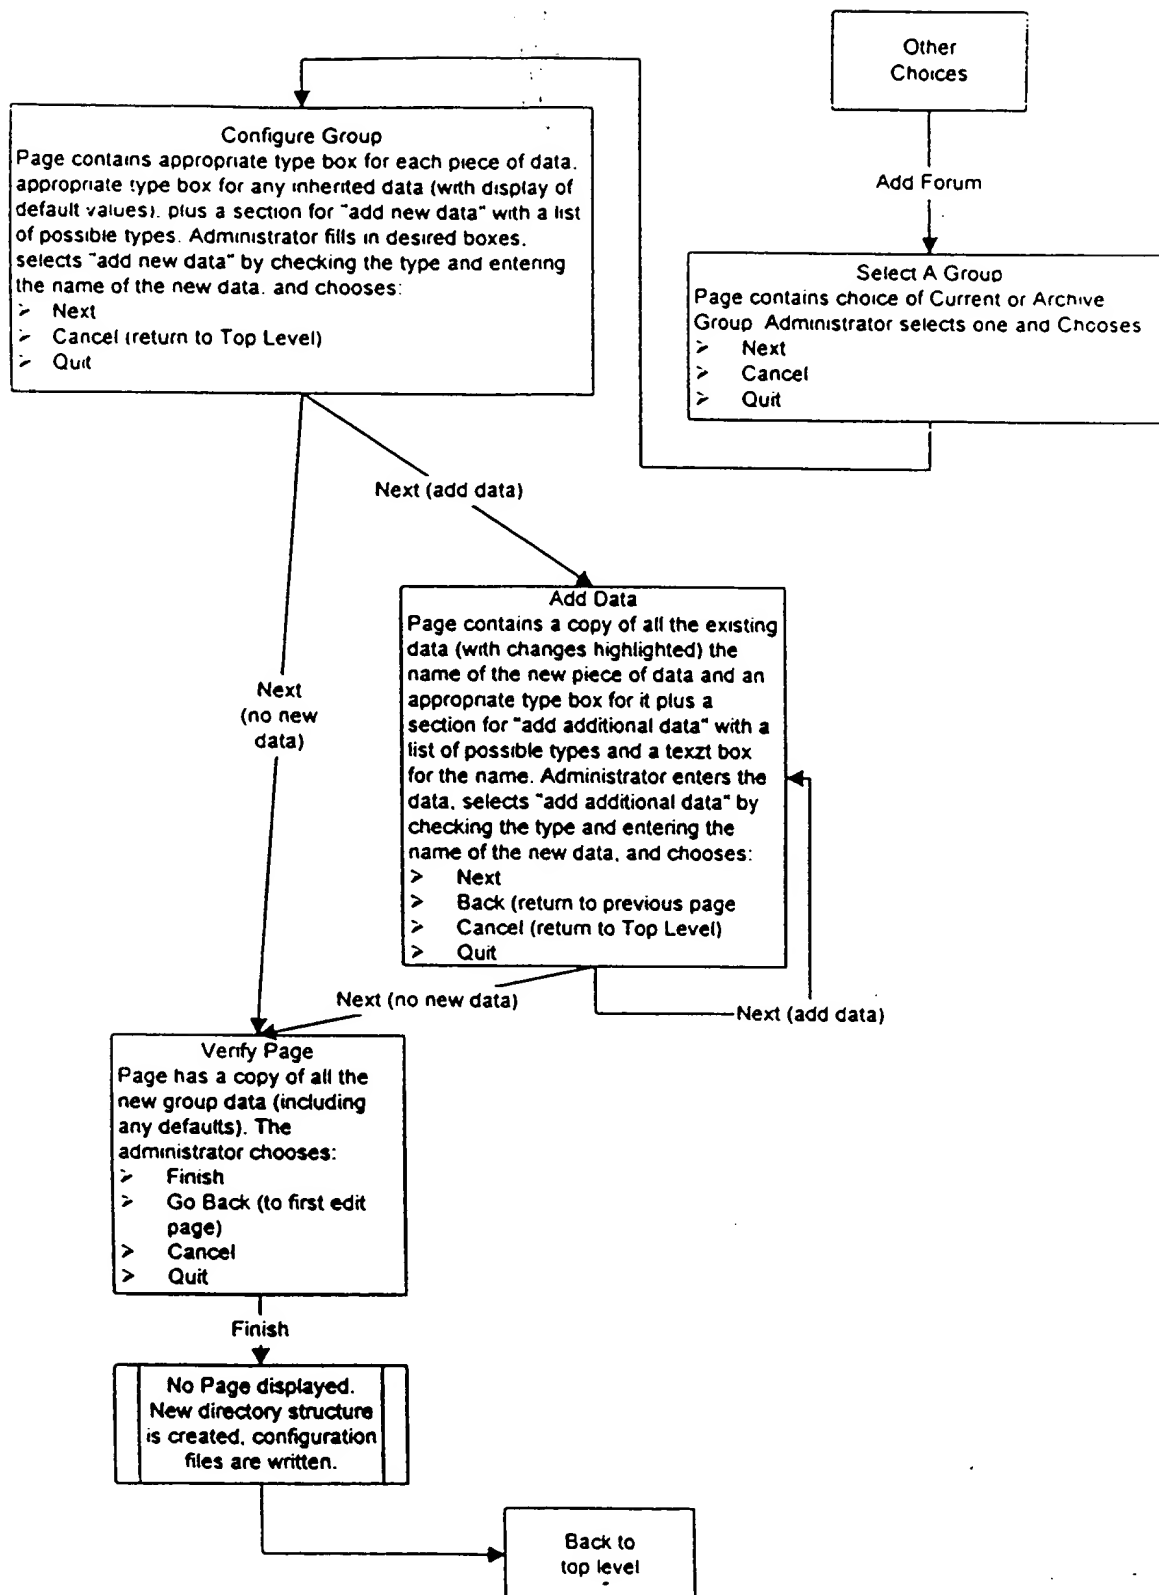 Other
Choices
Add Forum
Select A Group
Page contains choice of Current or Archive
Group Administrator selects one and Chooses
➢ Next
➢ Cancel
➢ Quit
Configure Group
Page contains appropriate type box for each piece of data.
appropriate type box for any inherited data (with display of
default values). plus a section for "add new data" with a list
of possible types. Administrator fills in desired boxes.
selects "add new data" by checking the type and entering
the name of the new data. and chooses:
➢ Next
➢ Cancel (return to Top Level)
➢ Quit
Next (add data)
Next
(no new
data)
Add Data
Page contains a copy of all the existing
data (with changes highlighted) the
name of the new piece of data and an
appropriate type box for it plus a
section for "add additional data" with a
list of possible types and a texzt box
for the name. Administrator enters the
data, selects "add additional data" by
checking the type and entering the
name of the new data, and chooses:
➢ Next
➢ Back (return to previous page
➢ Cancel (return to Top Level)
➢ Quit
Next (no new data)
Next (add data)
Verify Page
Page has a copy of all the
new group data (including
any defaults). The
administrator chooses:
➢ Finish
➢ Go Back (to first edit
page)
➢ Cancel
➢ Quit
Finish
No Page displayed.
New directory structure
is created, configuration
files are written.
Back to
top level